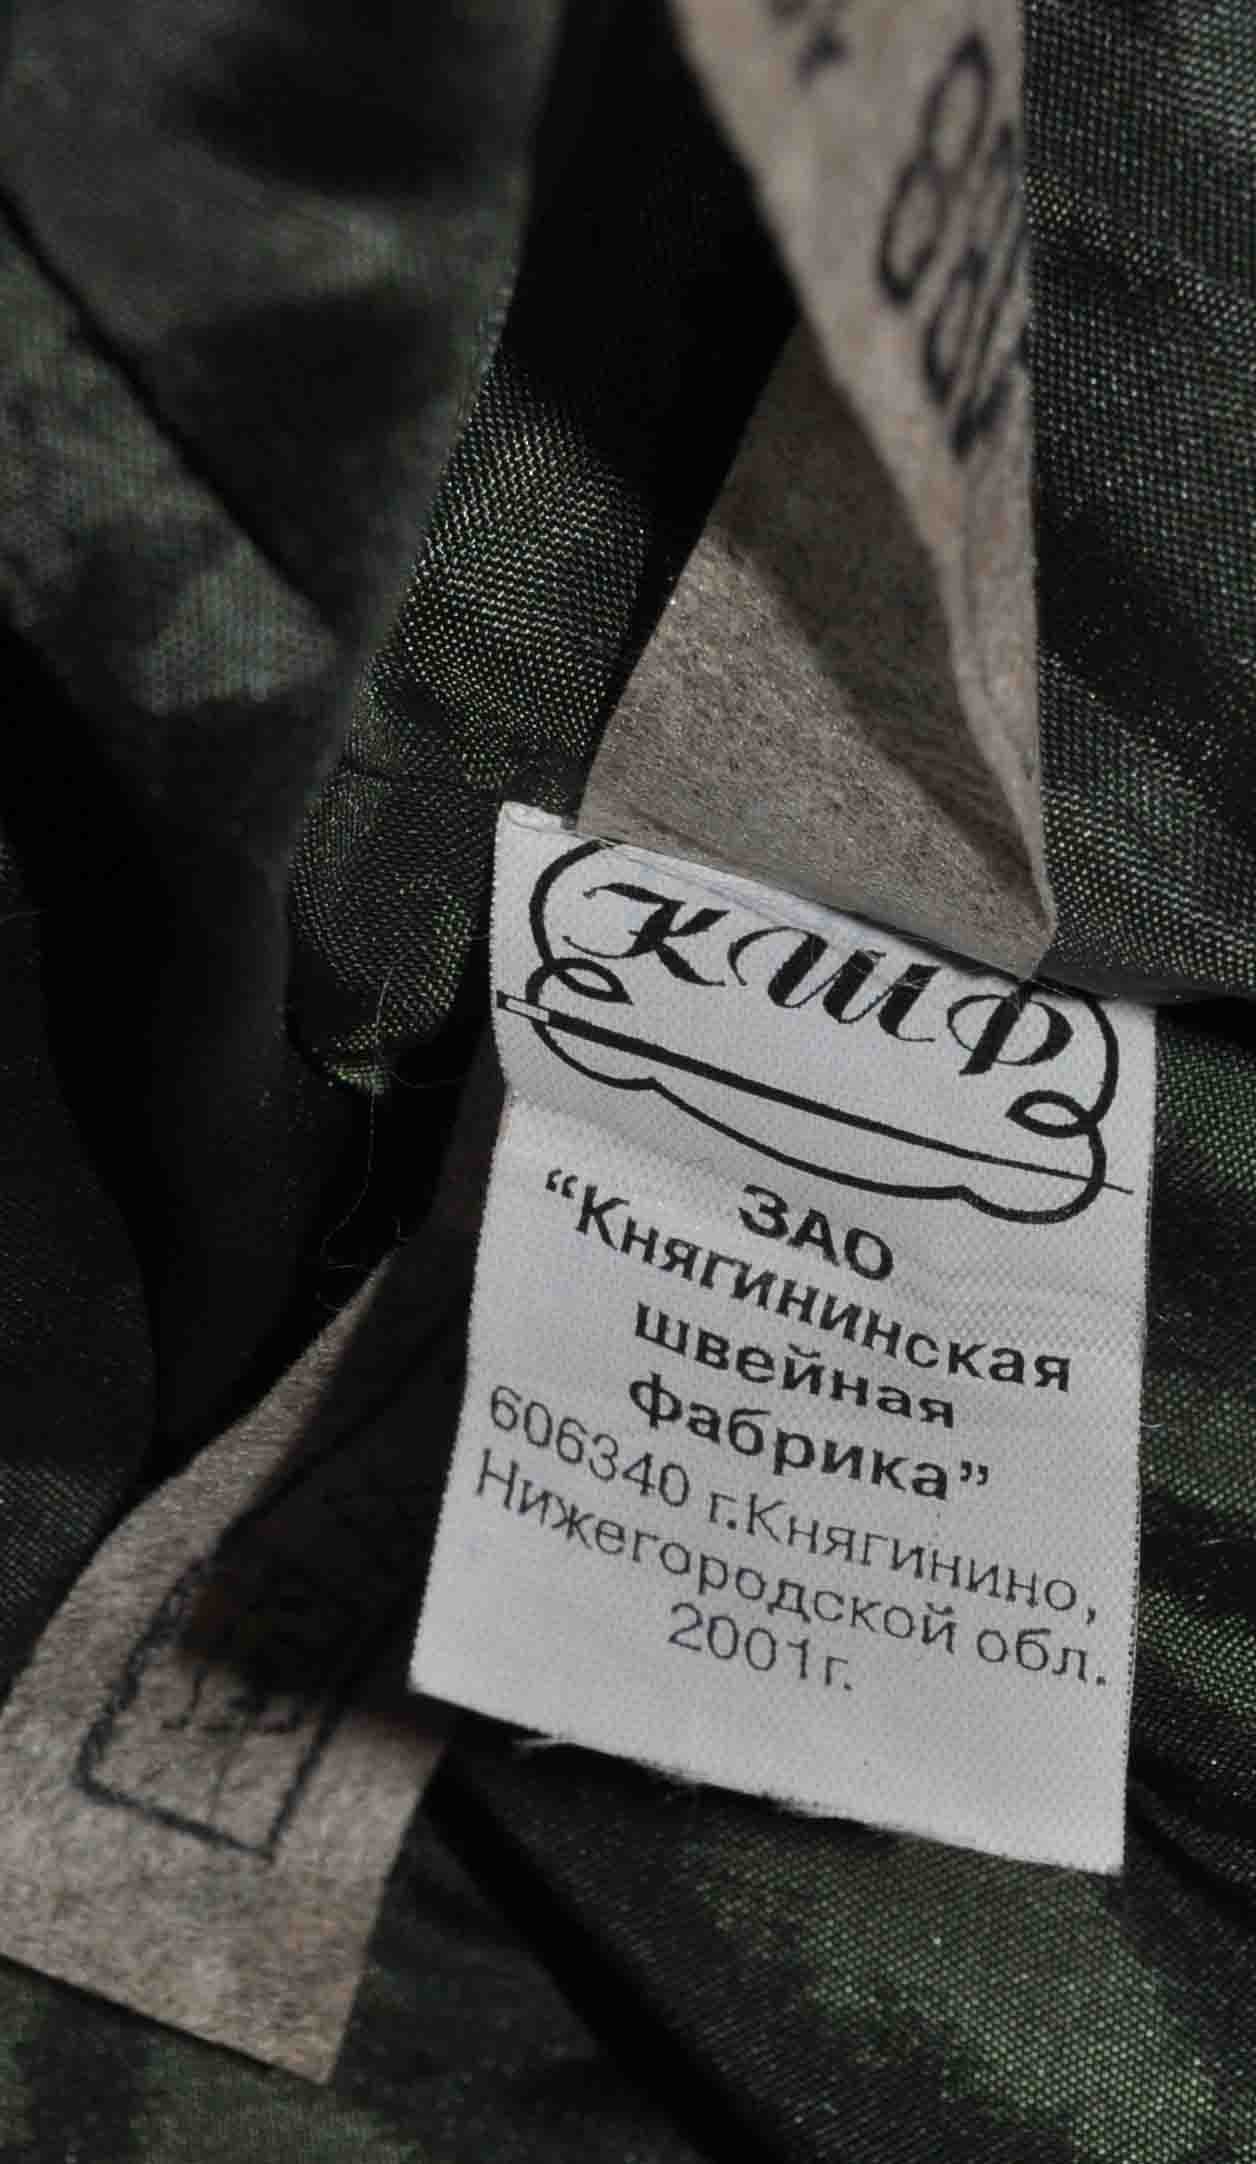 КШФ
ЗАО
“Княгининская
швейная
фабрика”
606340 г.Княгинино,
Нижегородской обл.
2001г.